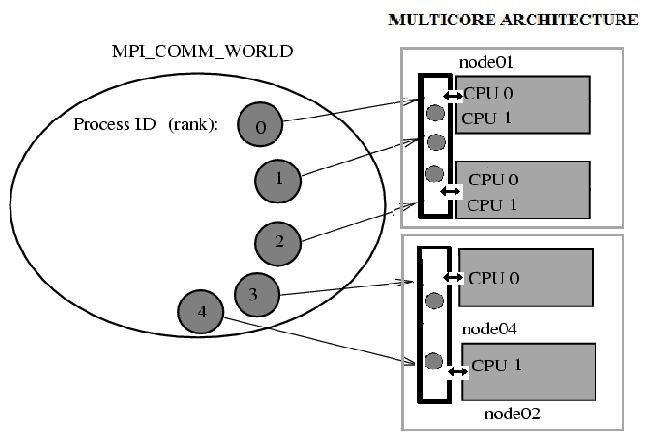 MULTICORE ARCHITECTURE
MPI_COMM_WORLD
node01
Process ID (rank):
0
1
2
3
4
CPU 0
CPU 1
CPU 0
CPU 1
CPU 0
node04
CPU 1
node02